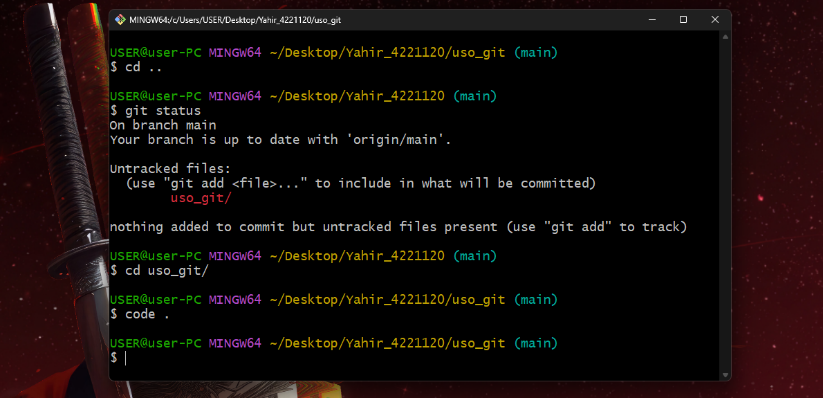 MINGW64:/c/Users/USER/Desktop/Yahir_4221120/uso_git
USER@user-PC MINGW64 ~/Desktop/Yahir_4221120/uso_git (main)
$ cd ..
USER@user-PC MINGW64 ~/Desktop/Yahir_4221120 (main)
$ git status
On branch main
Your branch is up to date with 'origin/main'.
Untracked files:
  (use "git add <file>..." to include in what will be committed)
        uso_git/
nothing added to commit but untracked files present (use "git add" to track)
USER@user-PC MINGW64 ~/Desktop/Yahir_4221120 (main)
$ cd uso_git/
USER@user-PC MINGW64 ~/Desktop/Yahir_4221120/uso_git (main)
$ code .
USER@user-PC MINGW64 ~/Desktop/Yahir_4221120/uso_git (main)
$